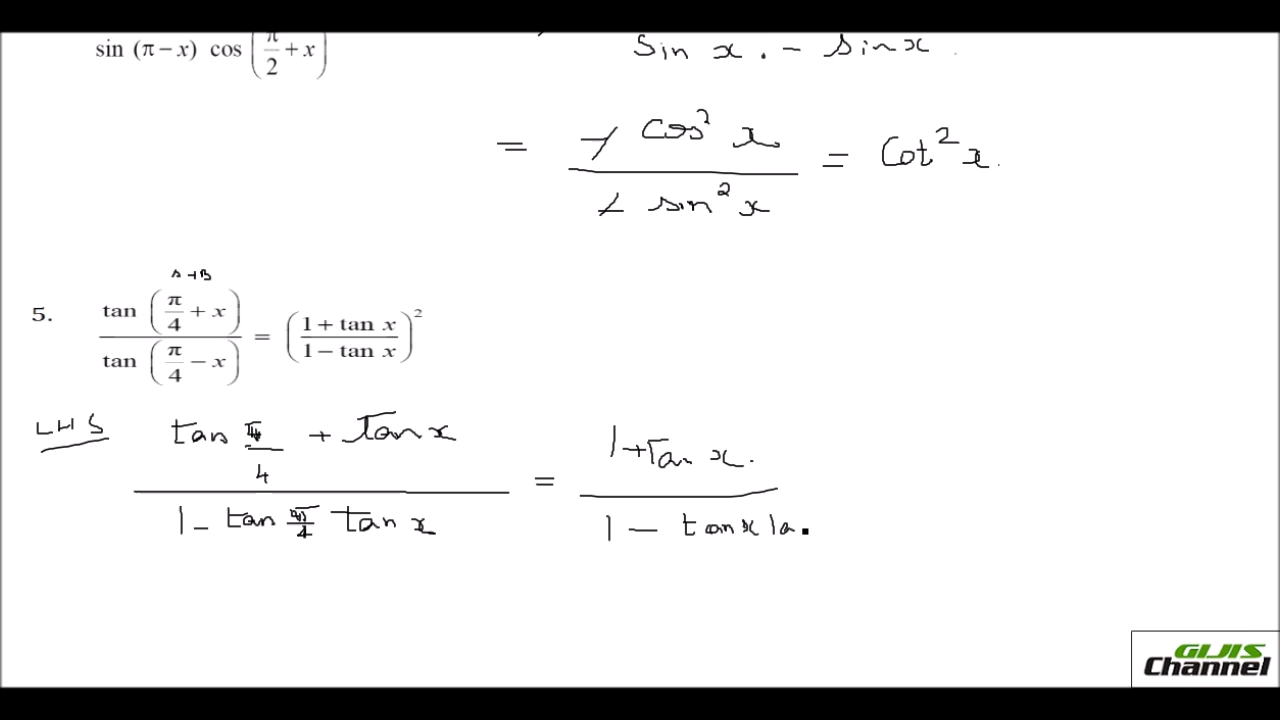 sin (π − x) cos (π/2 + x)
sin x . − sin x
= − cos² x / − sin² x = Cot² x.
A+B
5. tan (π/4 + x) / tan (π/4 − x) = ((1 + tan x) / (1 − tan x))²
LHS
tan π/4 + Tan x / 1 − tan π/4 tan x = 1 + Tan x. / 1 − tan x
GIJIS
Channel